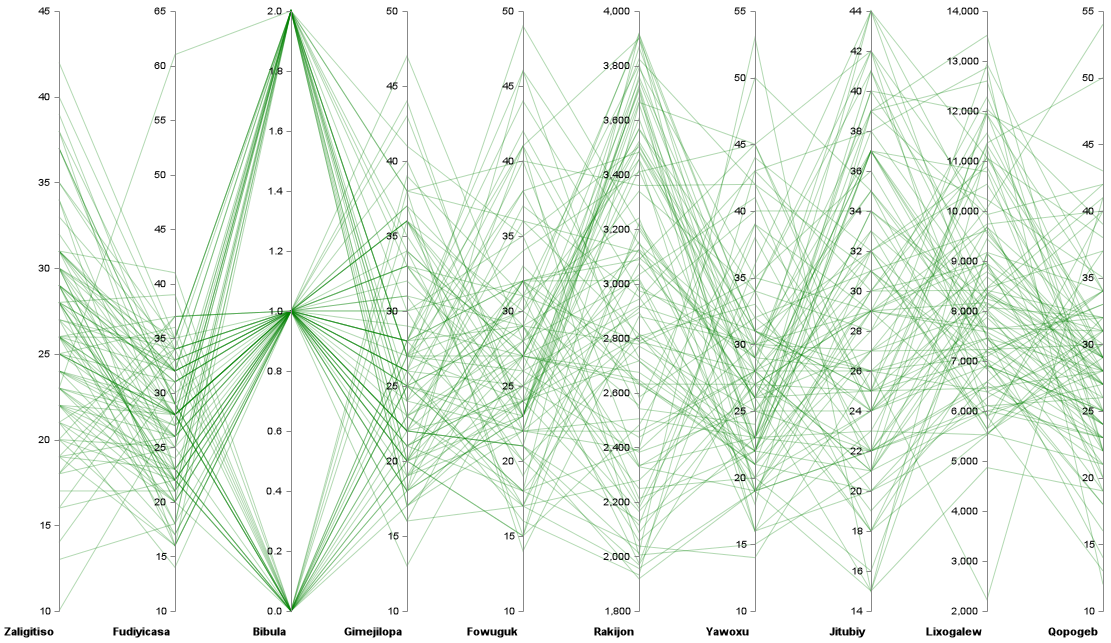 45 65 2.0 50 50 4,000 55 44 14,000 55
60 1.8 45 45 3,800 50 42 13,000 50
40 55 1.6 3,600 40 12,000
35 50 1.4 40 40 3,400 45 38 11,000 45
45 1.2 35 35 3,200 40 36 10,000 40
30 40 1.0 30 30 3,000 35 34 9,000 35
25 35 0.8 25 25 2,800 30 32 8,000 30
20 30 0.6 20 20 2,600 25 30 7,000 25
15 25 0.4 15 15 2,400 20 28 6,000 20
10 20 0.2 10 10 2,200 15 26 5,000 15
15 0.0 2,000 10 24 4,000 10
10 1,800 22 3,000
20 2,000
18
16
14
Zaligitiso Fudiyicasa Bibula Gimejilopa Fowuguk Rakijon Yawoxu Jitubiy Lixogalew Qopogeb